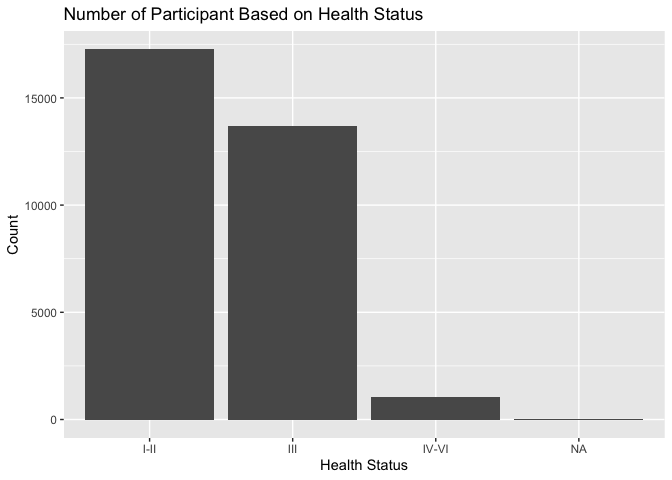 Number of Participant Based on Health Status
15000
10000
5000
0
Count
I-II
III
IV-VI
NA
Health Status